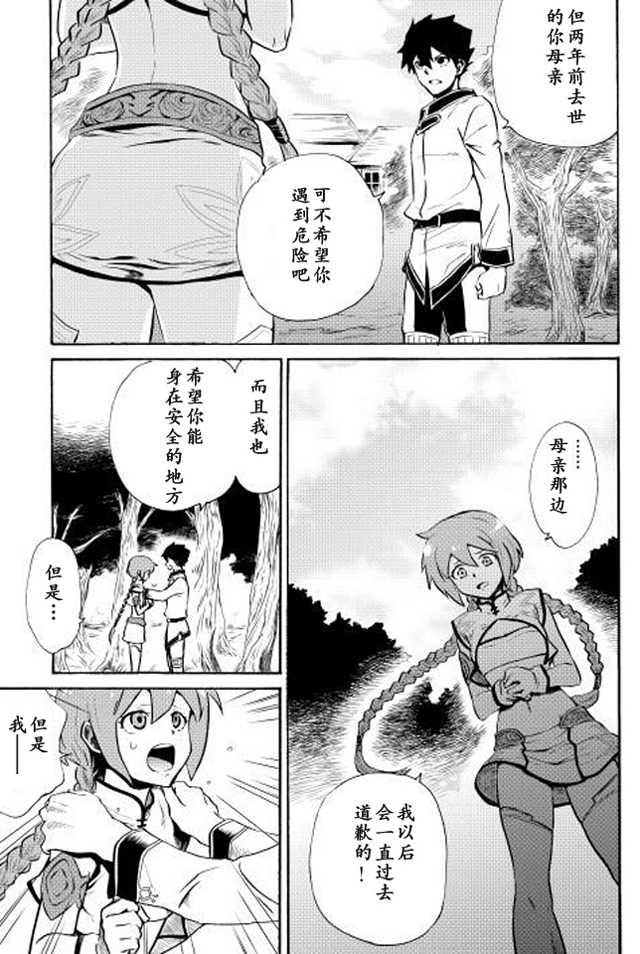 但两年前去世
的你母亲
可不希望你
遇到危险吧
……
母亲那边
我以后
会一直过去
道歉的！
而且我也
希望你能
身在安全的地方
但是…
但是
我——